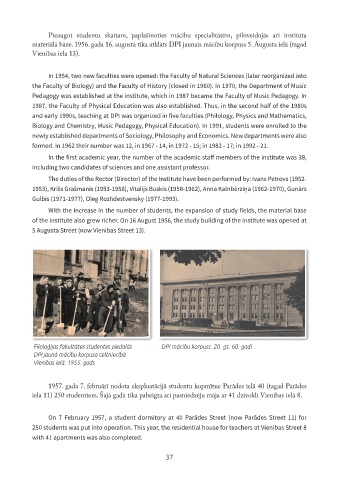 Pieaugot studentu skaitam, paplašinoties mācību specialitātēm, pilnveidojās arī institūta
materiālā bāze. 1956. gada 16. augustā tika atklāts DPI jaunais mācību korpuss 5. Augusta ielā (tagad
Vienības iela 13).
In 1954, two new faculties were opened: the Faculty of Natural Sciences (later reorganized into
the Faculty of Biology) and the Faculty of History (closed in 1960). In 1970, the Department of Music
Pedagogy was established at the institute, which in 1987 became the Faculty of Music Pedagogy. In
1987, the Faculty of Physical Education was also established. Thus, in the second half of the 1980s
and early 1990s, teaching at DPI was organized in five faculties (Philology, Physics and Mathematics,
Biology and Chemistry, Music Pedagogy, Physical Education). In 1991, students were enrolled to the
newly established departments of Sociology, Philosophy and Economics. New departments were also
formed. In 1962 their number was 12, in 1967 - 14, in 1972 - 15; in 1982 - 17; in 1992 - 21.
In the first academic year, the number of the academic staff members of the institute was 38,
including two candidates of sciences and one assistant professor.
The duties of the Rector (Director) of the Institute have been performed by: Ivans Petrovs (1952-
1953), Krišs Grašmanis (1953-1958), Vitalijs Buškis (1958-1962), Anna Kalnbērziņa (1962-1970), Gunārs
Gulbis (1971-1977), Oleg Rozhdestvensky (1977-1993).
With the increase in the number of students, the expansion of study fields, the material base
of the institute also grew richer. On 16 August 1956, the study building of the institute was opened at
5 Augusta Street (now Vienības Street 13).
Filoloģijas fakultātes studentes piedalās
DPI jaunā mācību korpusa celtniecībā
Vienības ielā. 1955. gads
DPI mācību korpuss. 20. gs. 60. gadi
1957. gada 7. februārī nodota ekspluatācijā studentu kopmītne Parādes ielā 40 (tagad Parādes
iela 11) 250 studentiem. Šajā gadā tika pabeigta arī pasniedzēju māja ar 41 dzīvokli Vienības ielā 8.
On 7 February 1957, a student dormitory at 40 Parādes Street (now Parādes Street 11) for
250 students was put into operation. This year, the residential house for teachers at Vienības Street 8
with 41 apartments was also completed.
37